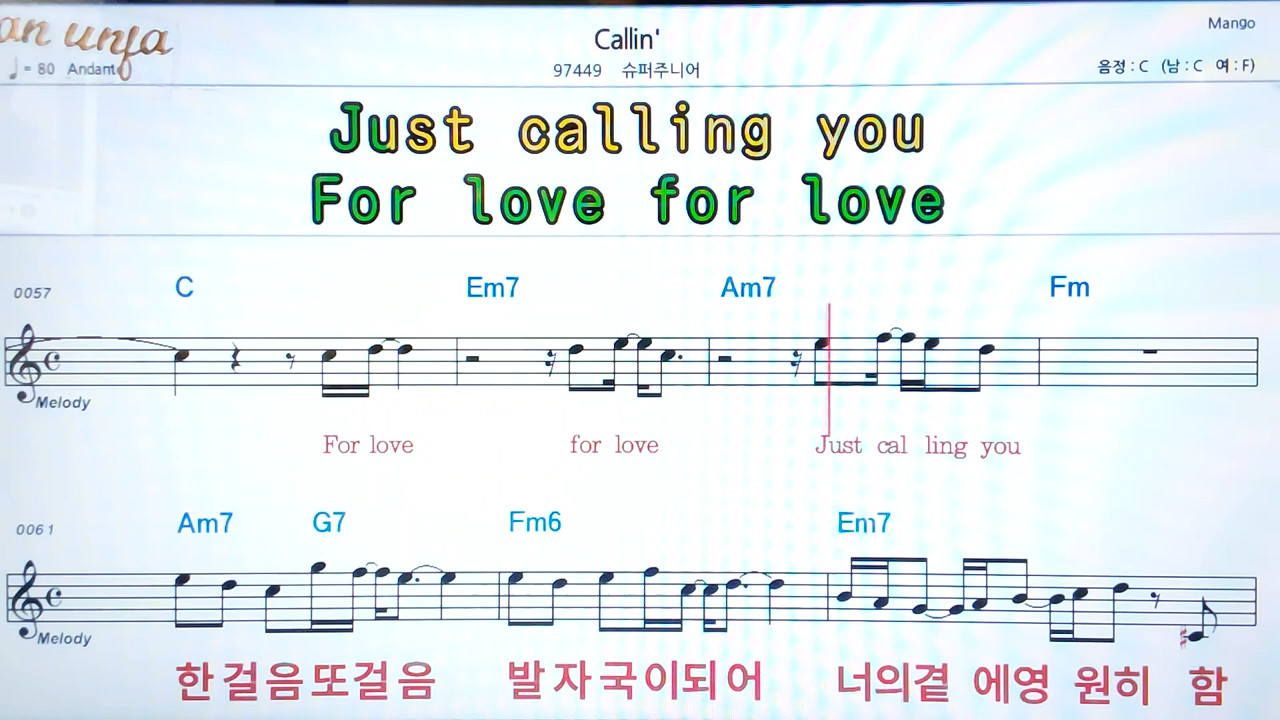 an unfa
Callin'
Mango
♩= 80 Andant
97449 슈퍼주니어
음정 : C (남 : C 여 : F)
Just calling you
For love for love
0057
C Em7 Am7 Fm
Melody
For love for love Just cal ling you
0061
Am7 G7 Fm6 Em7
Melody
한걸음또걸음 발자국이되어 너의곁 에영 원히 함